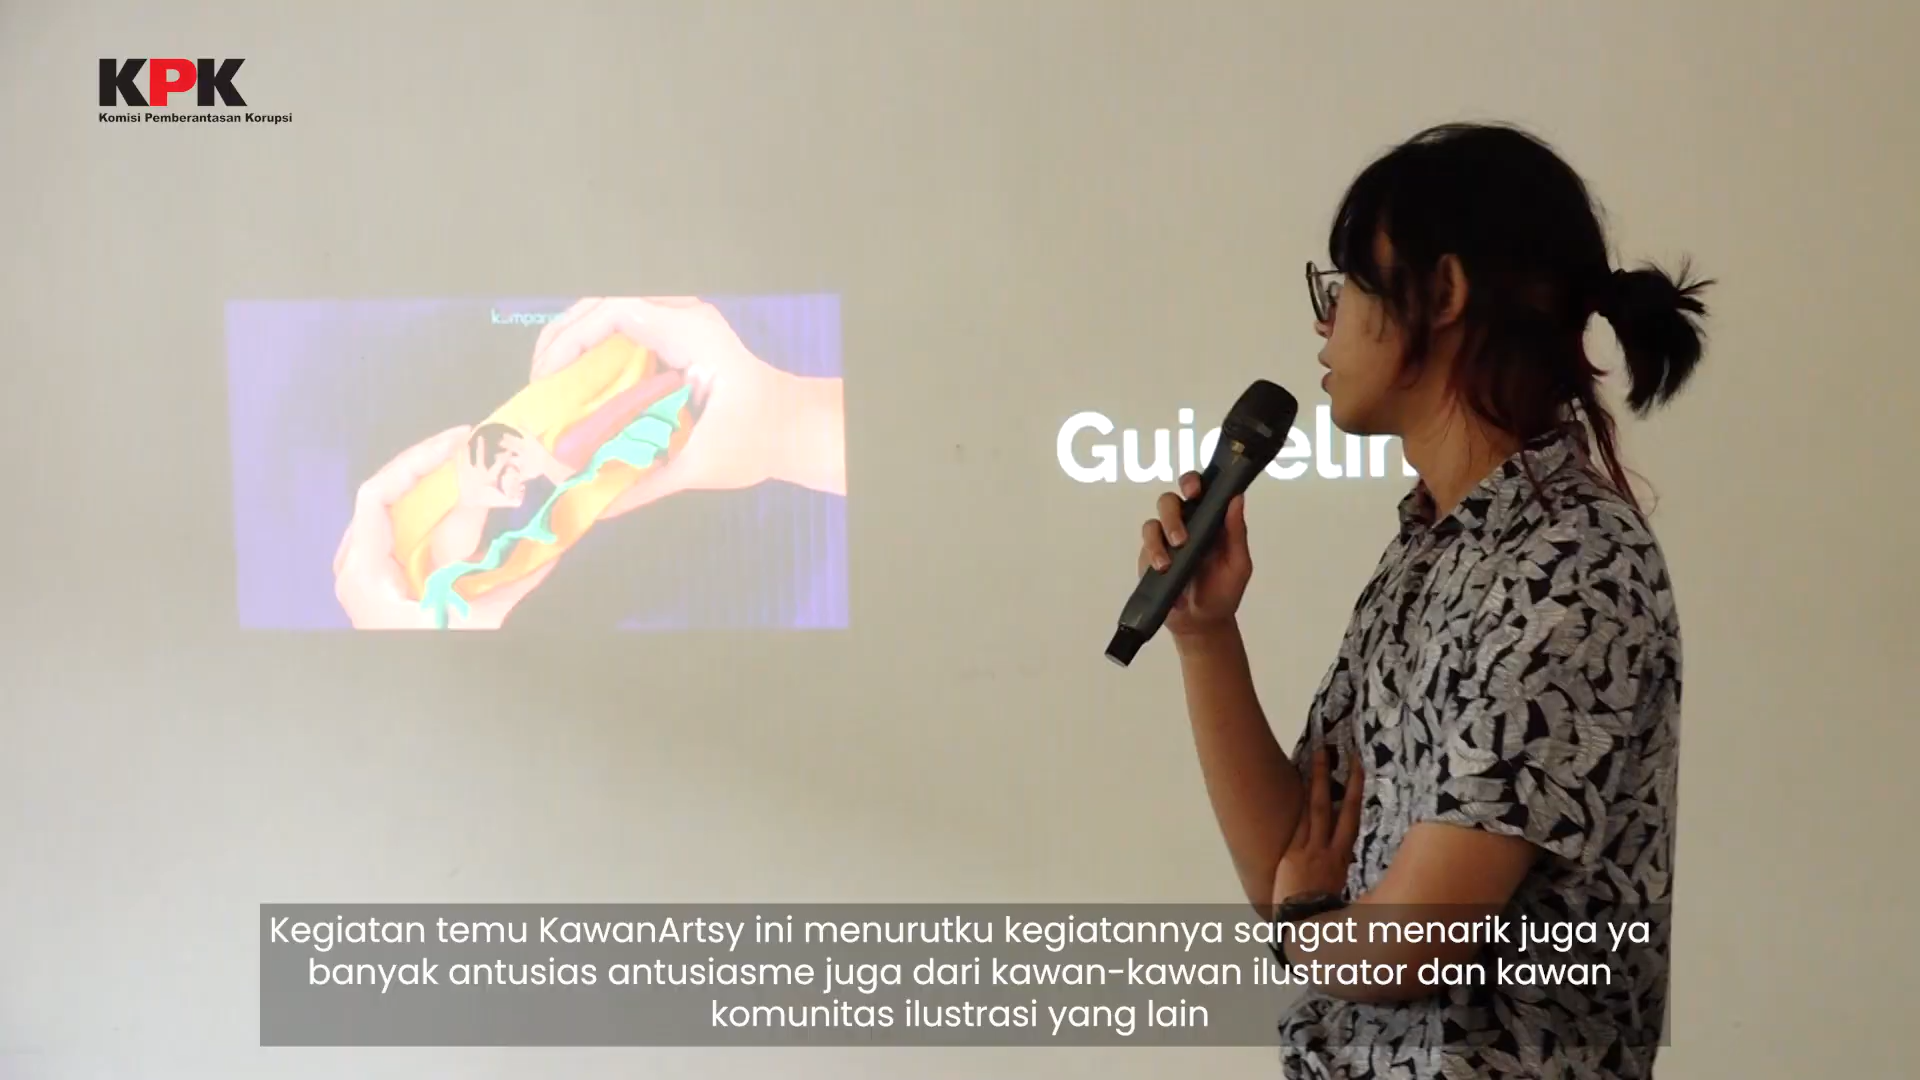 KPK
Komisi Pemberantasan Korupsi
Kegiatan temu KawanArtsy ini menurutku kegiatannya sangat menarik juga ya
banyak antusias antusiasme juga dari kawan-kawan ilustrator dan kawan
komunitas ilustrasi yang lain